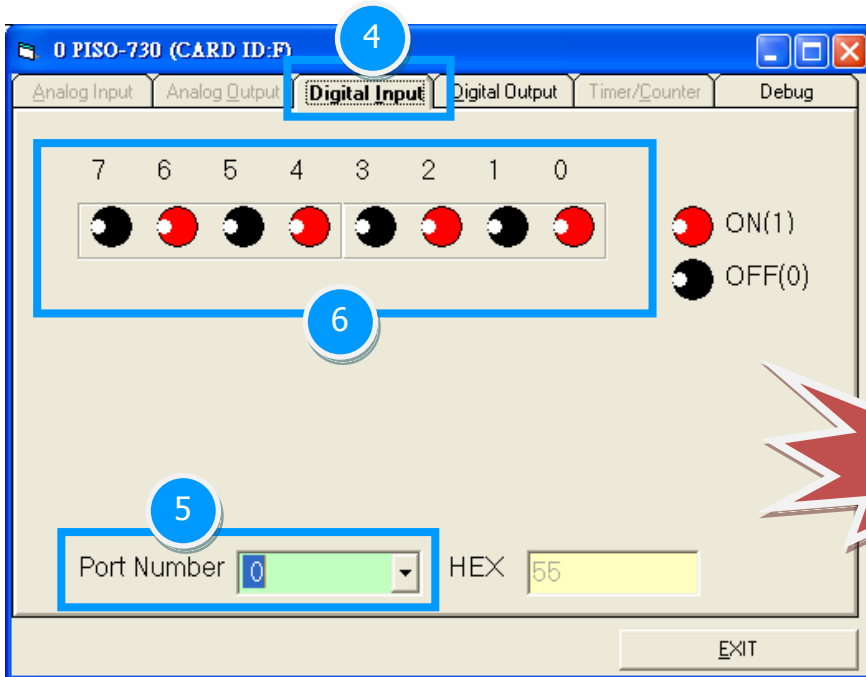 4
0 PISO-730 (CARD ID:F)
Analog Input Analog Output Digital Input Digital Output Timer/Counter Debug
7 6 5 4 3 2 1 0
ON(1)
OFF(0)
6
5
Port Number 0 HEX 55
EXIT